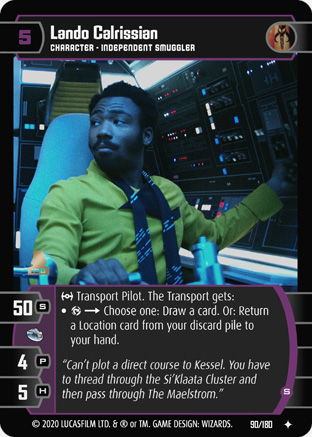 5
Lando Calrissian
CHARACTER - INDEPENDENT SMUGGLER
50 S
4 P
5 H
Transport Pilot. The Transport gets:
• Choose one: Draw a card. Or: Return
a Location card from your discard pile to
your hand.
"Can't plot a direct course to Kessel. You have
to thread through the Si'Klaata Cluster and
then pass through The Maelstrom."
S
© 2020 LUCASFILM LTD. & ® or TM. GAME DESIGN: WIZARDS. 90/180